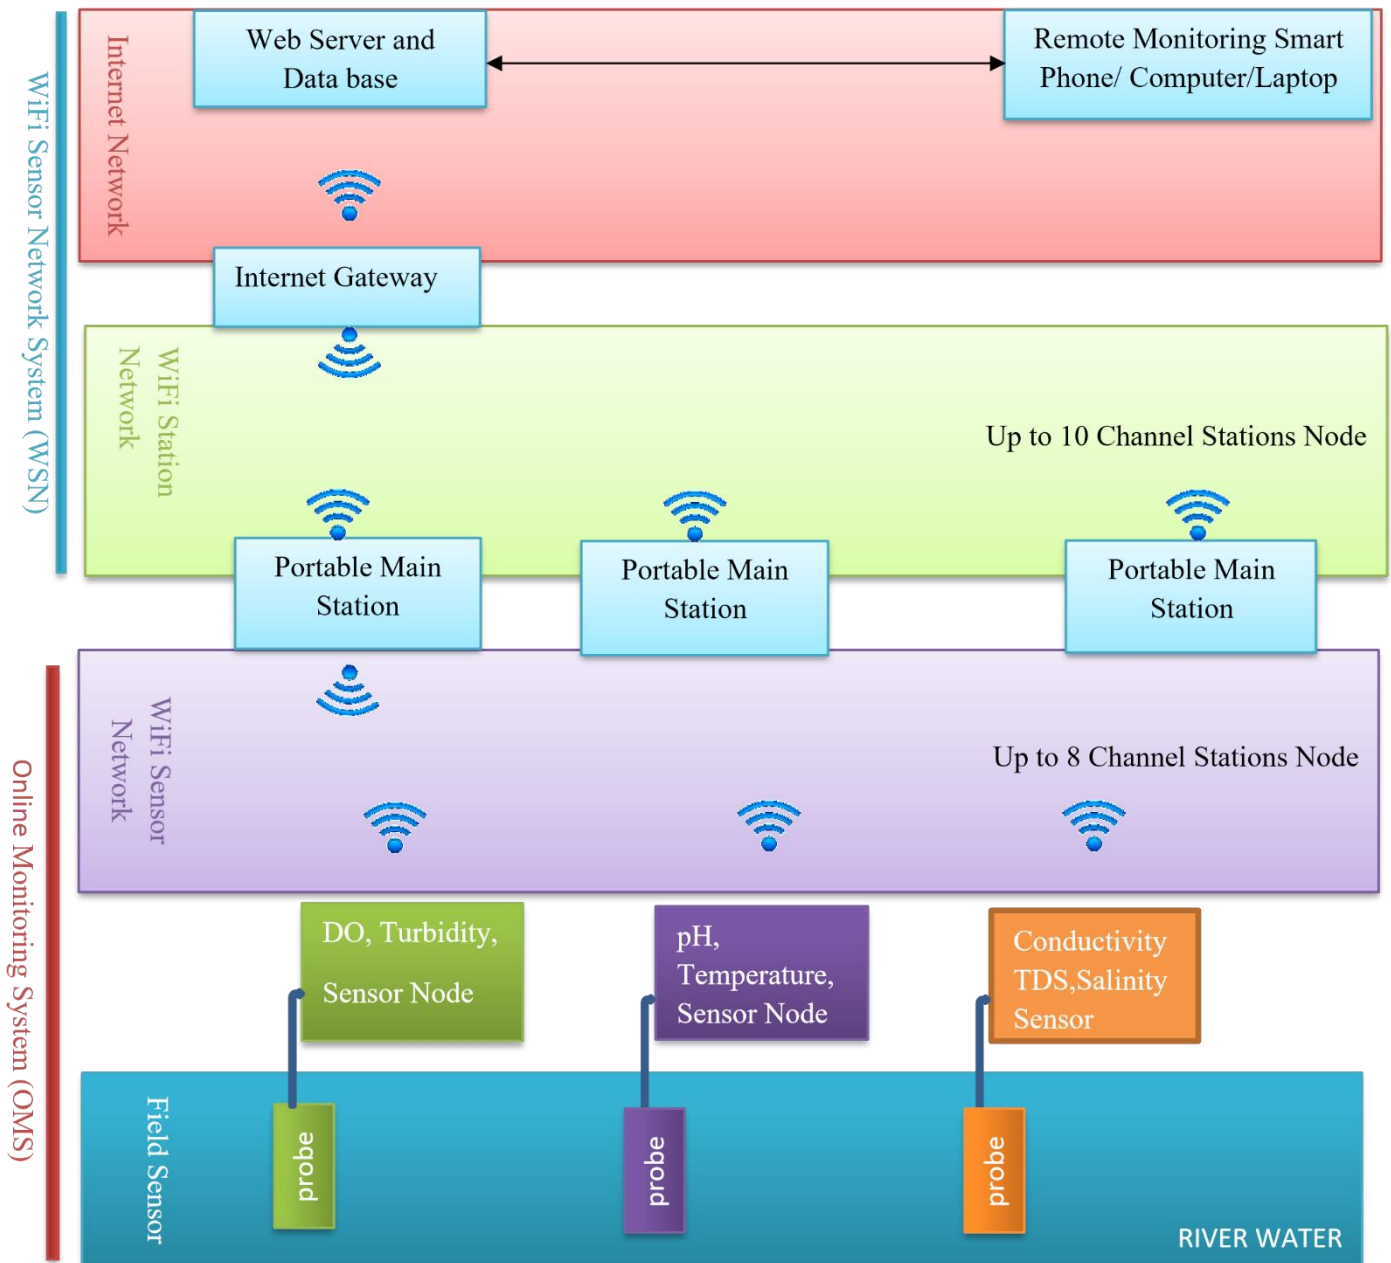 WiFi Sensor Network System (WSN)
Internet Network
Web Server and
Data base
Remote Monitoring Smart
Phone/ Computer/Laptop
Internet Gateway
WiFi Station
Network
Up to 10 Channel Stations Node
Portable Main
Station
Portable Main
Station
Portable Main
Station
Online Monitoring System (OMS)
WiFi Sensor
Network
Up to 8 Channel Stations Node
DO, Turbidity,
Sensor Node
pH,
Temperature,
Sensor Node
Conductivity
TDS,Salinity
Sensor
Field Sensor
probe
probe
probe
RIVER WATER